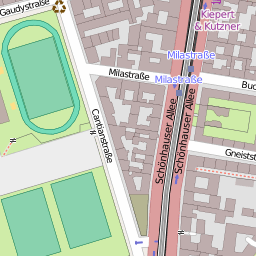 Gaudystraße
Kiepert
& Kutzner
Milastraße
Milastraße
Milastraße
Buc
Cantianstraße
Schönhauser Allee
Schönhauser Allee
Gneistst